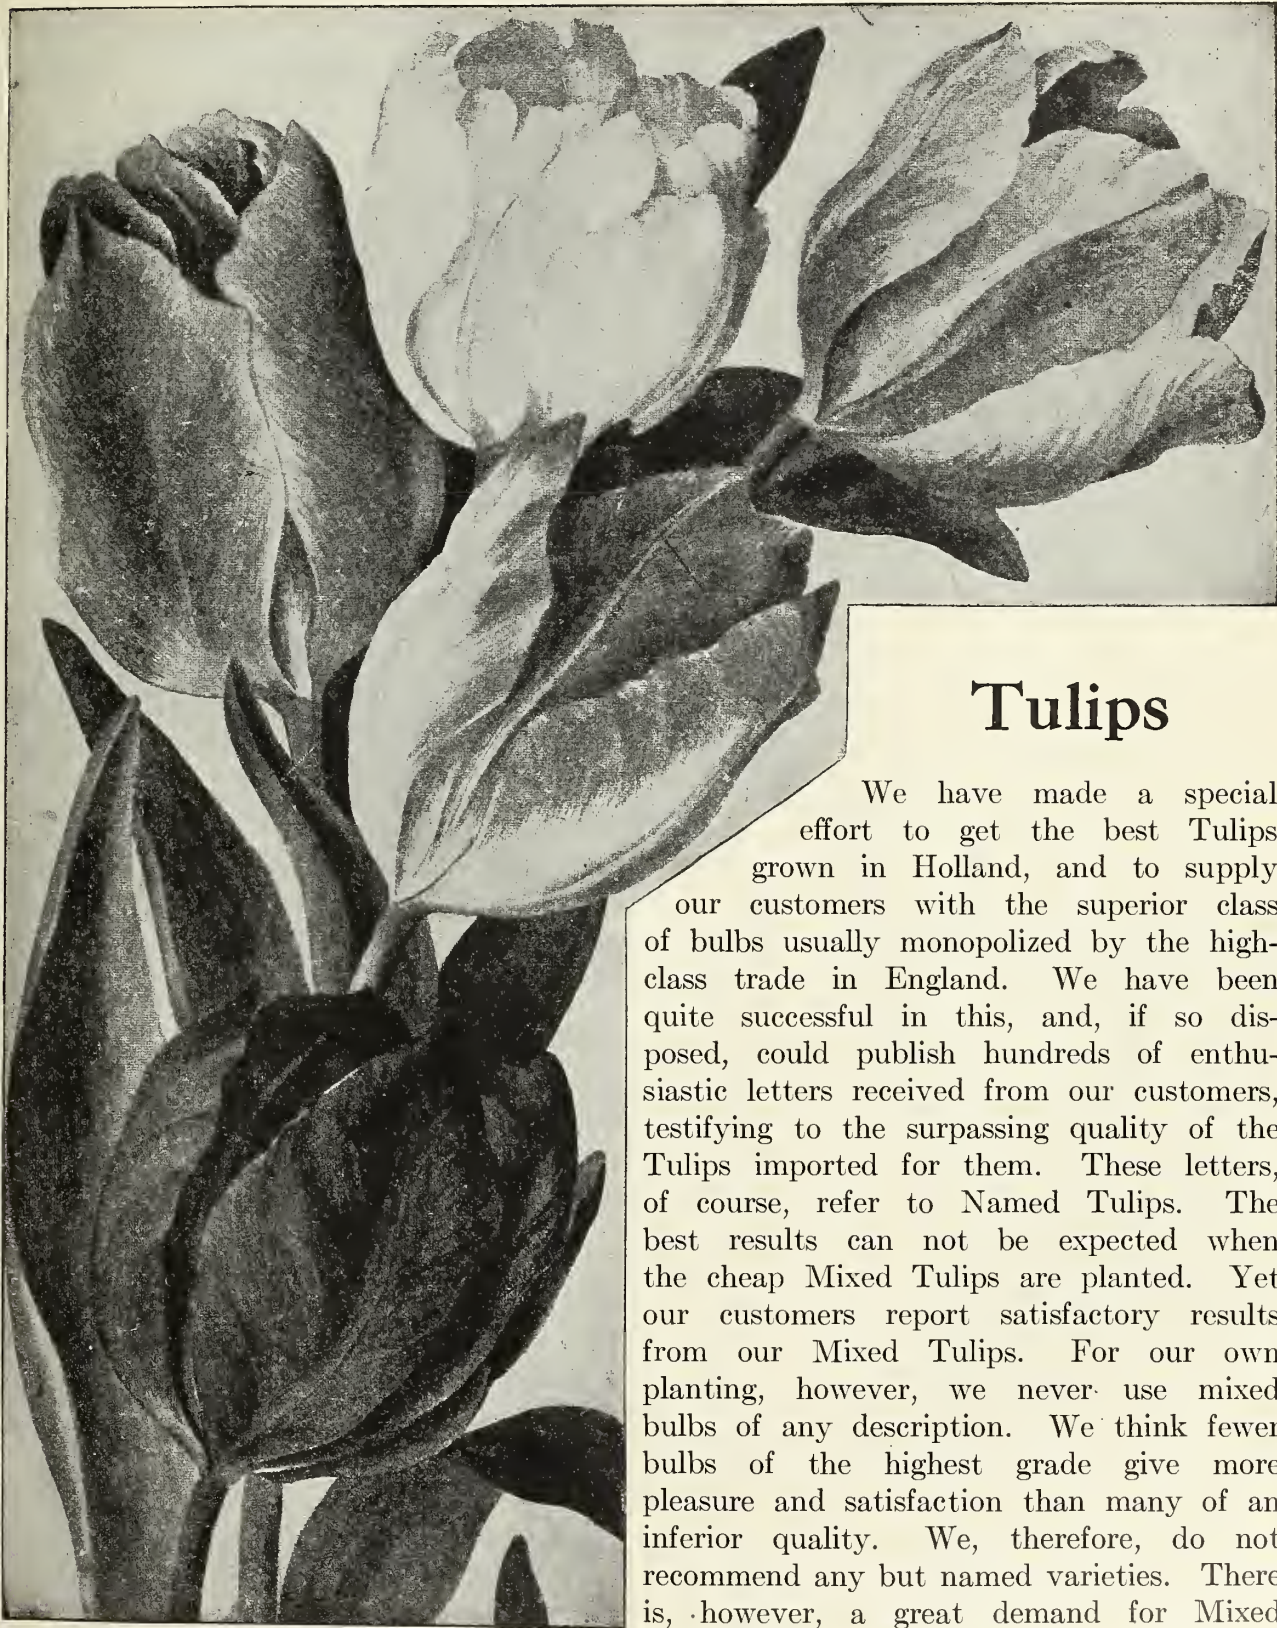 Tulips
We have made a special
effort to get the best Tulips
grown in Holland, and to supply
our customers with the superior class
of bulbs usually monopolized by the high-
class trade in England. We have been
quite successful in this, and, if so dis-
posed, could publish hundreds of enthu-
siastic letters received from our customers,
testifying to the surpassing quality of the
Tulips imported for them. These letters,
of course, refer to Named Tulips. The
best results can not be expected when
the cheap Mixed Tulips are planted. Yet
our customers report satisfactory results
from our Mixed Tulips. For our own
planting, however, we never use mixed
bulbs of any description. We think fewer
bulbs of the highest grade give more
pleasure and satisfaction than many of an
inferior quality. We, therefore, do not
recommend any but named varieties. There
is, however, a great demand for Mixed